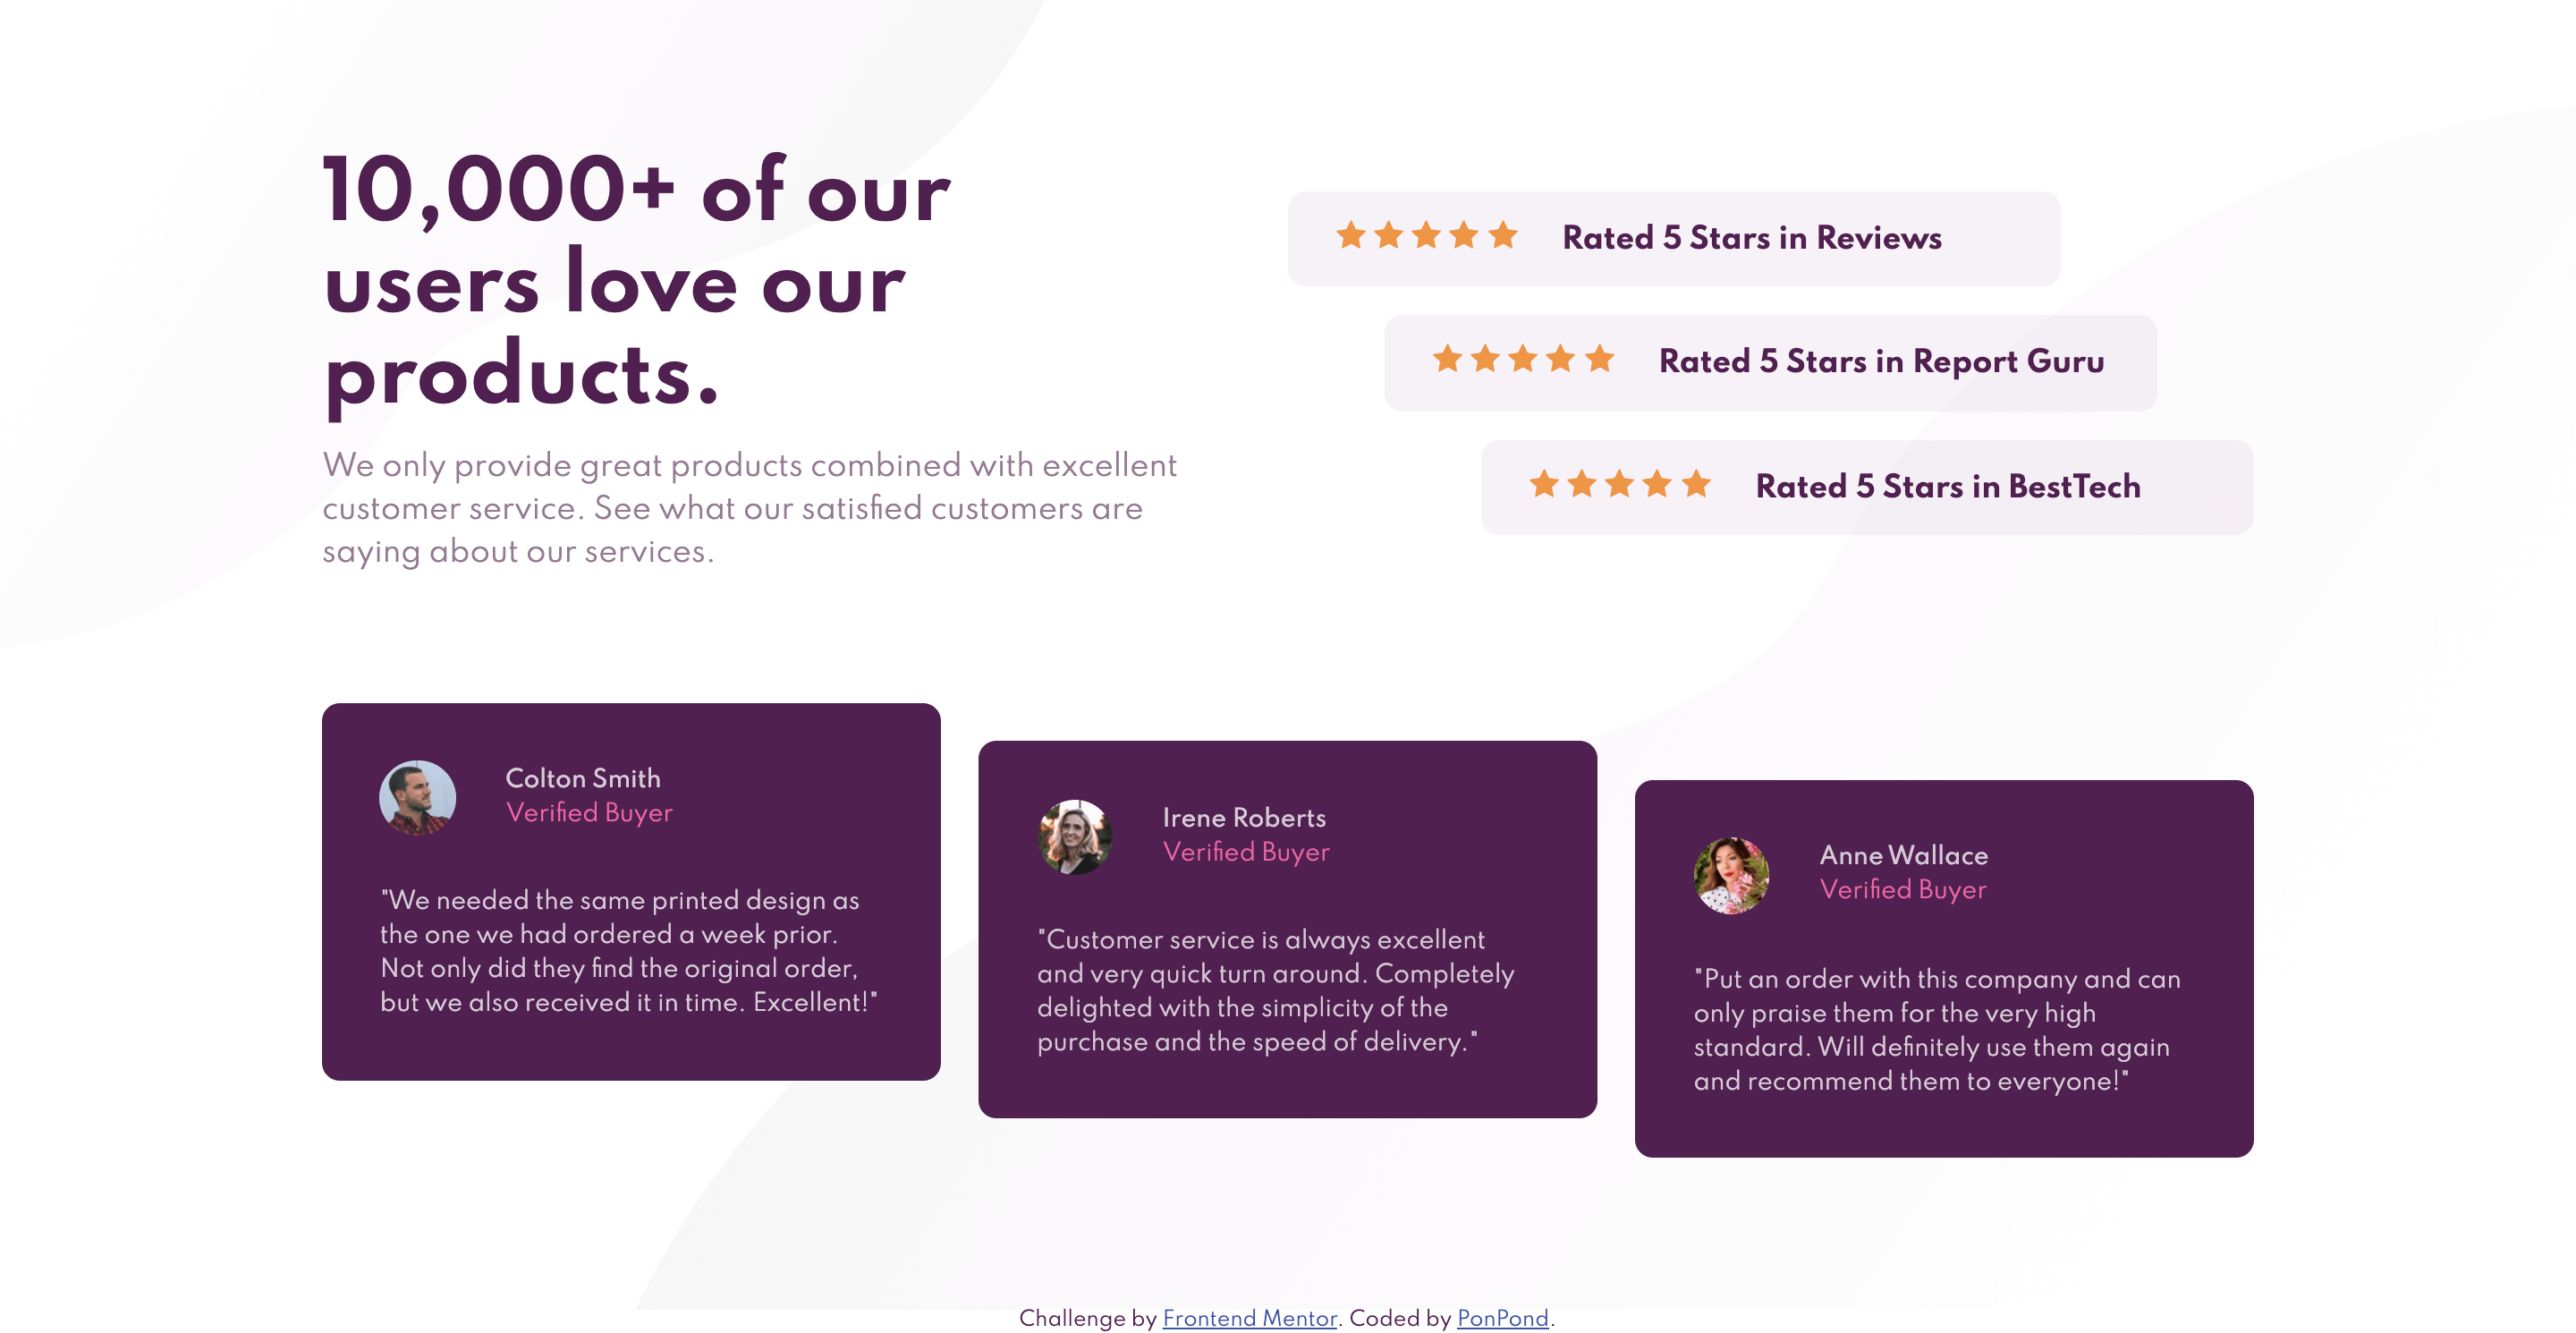 10,000+ of our
users love our
products.
We only provide great products combined with excellent
customer service. See what our satisfied customers are
saying about our services.
Rated 5 Stars in Reviews
Rated 5 Stars in Report Guru
Rated 5 Stars in BestTech
Colton Smith
Verified Buyer
"We needed the same printed design as
the one we had ordered a week prior.
Not only did they find the original order,
but we also received it in time. Excellent!"
Irene Roberts
Verified Buyer
"Customer service is always excellent
and very quick turn around. Completely
delighted with the simplicity of the
purchase and the speed of delivery."
Anne Wallace
Verified Buyer
"Put an order with this company and can
only praise them for the very high
standard. Will definitely use them again
and recommend them to everyone!"
Challenge by Frontend Mentor. Coded by PonPond.